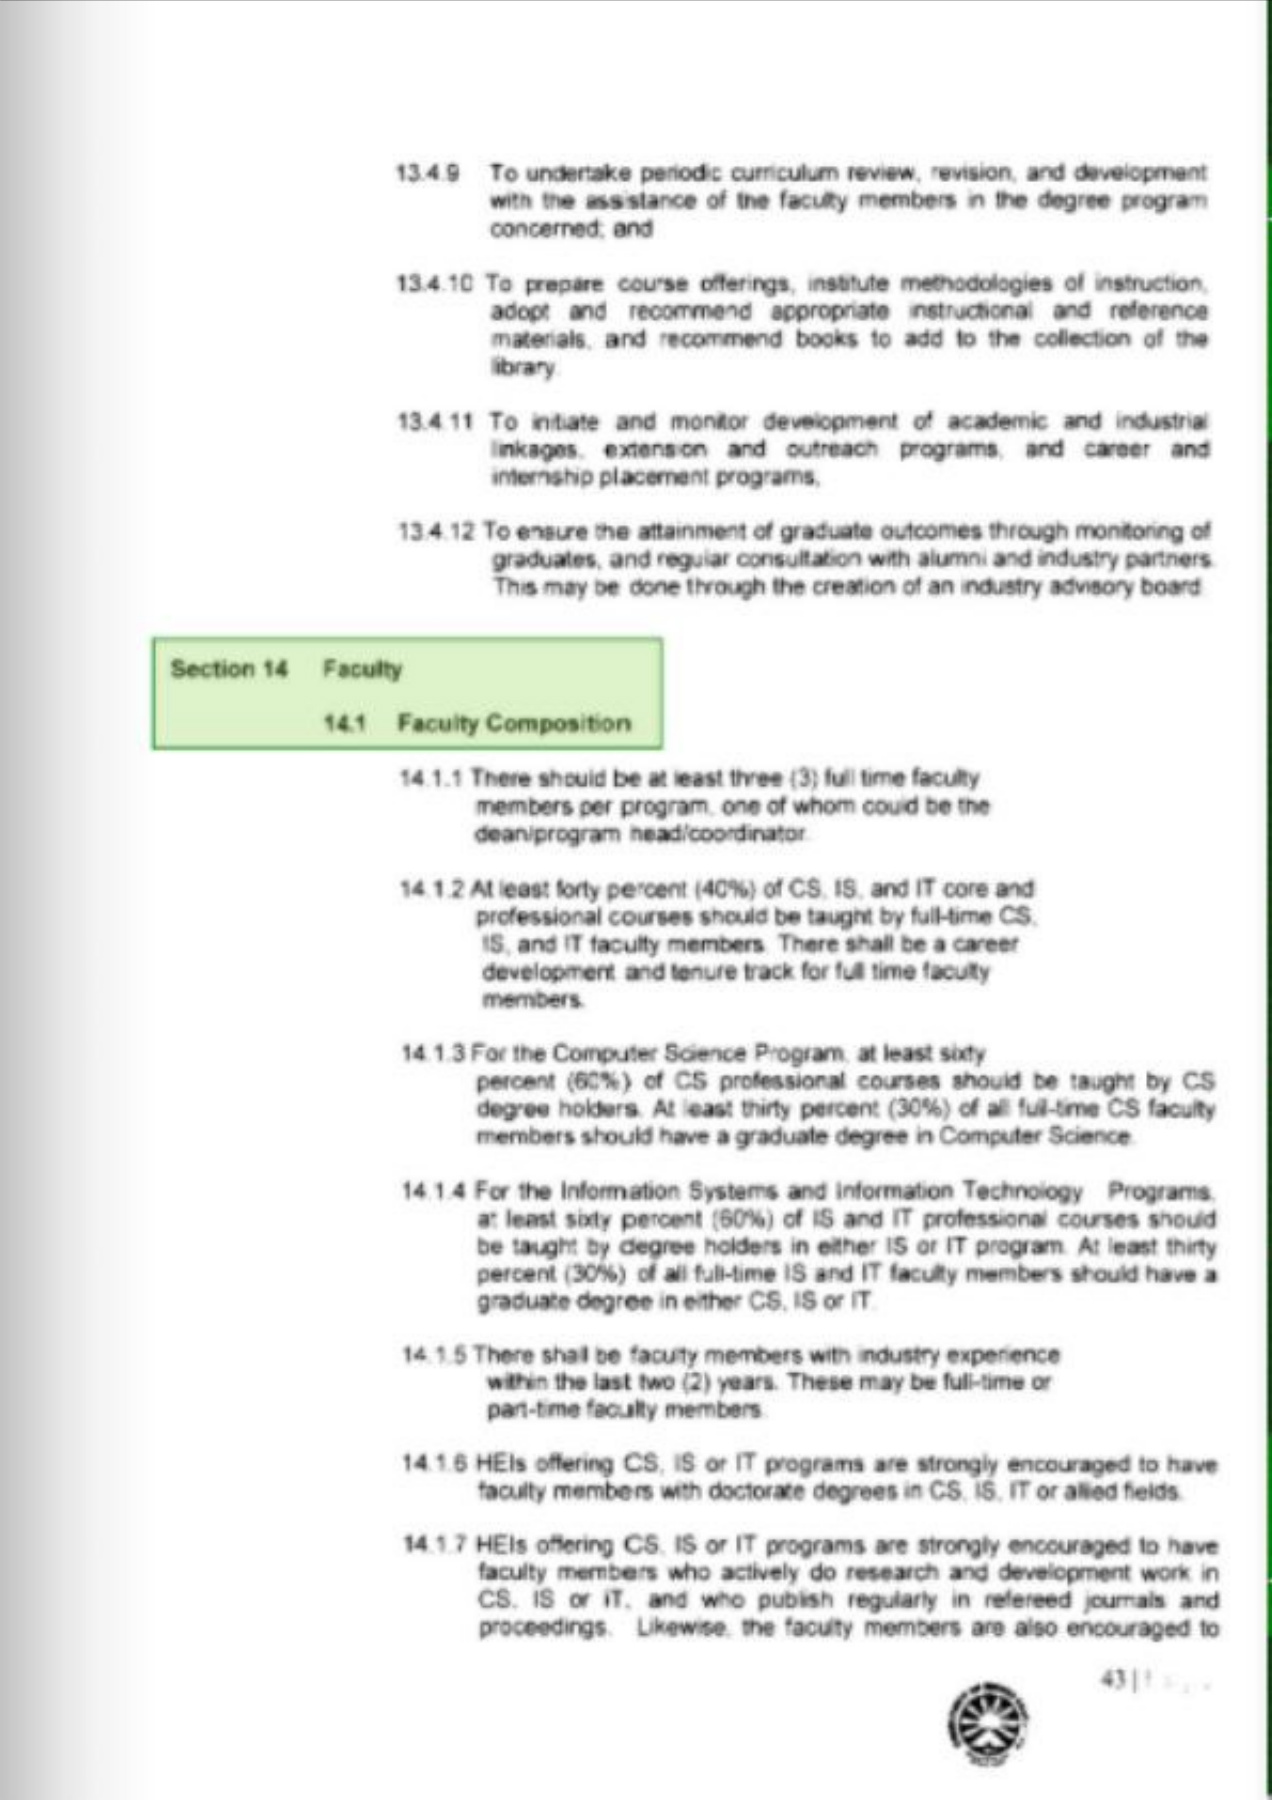 13.4.9 To undertake periodic curriculum review, revision, and development
with the assistance of the faculty members in the degree program
concerned; and
13.4.10 To prepare course offerings, institute methodologies of instruction,
adopt and recommend appropriate instructional and reference
materials, and recommend books to add to the collection of the
library.
13.4.11 To initiate and monitor development of academic and industrial
linkages, extension and outreach programs, and career and
internship placement programs;
13.4.12 To ensure the attainment of graduate outcomes through monitoring of
graduates, and regular consultation with alumni and industry partners.
This may be done through the creation of an industry advisory board.
Section 14 Faculty
14.1 Faculty Composition
14.1.1 There should be at least three (3) full time faculty
members per program, one of whom could be the
dean/program head/coordinator.
14.1.2 At least forty percent (40%) of CS, IS, and IT core and
professional courses should be taught by full-time CS,
IS, and IT faculty members. There shall be a career
development and tenure track for full time faculty
members.
14.1.3 For the Computer Science Program, at least sixty
percent (60%) of CS professional courses should be taught by CS
degree holders. At least thirty percent (30%) of all full-time CS faculty
members should have a graduate degree in Computer Science.
14.1.4 For the Information Systems and Information Technology Programs,
at least sixty percent (60%) of IS and IT professional courses should
be taught by degree holders in either IS or IT program. At least thirty
percent (30%) of all full-time IS and IT faculty members should have a
graduate degree in either CS, IS or IT.
14.1.5 There shall be faculty members with industry experience
within the last two (2) years. These may be full-time or
part-time faculty members.
14.1.6 HEIs offering CS, IS or IT programs are strongly encouraged to have
faculty members with doctorate degrees in CS, IS, IT or allied fields.
14.1.7 HEIs offering CS, IS or IT programs are strongly encouraged to have
faculty members who actively do research and development work in
CS, IS or IT, and who publish regularly in refereed journals and
proceedings. Likewise, the faculty members are also encouraged to
43 |